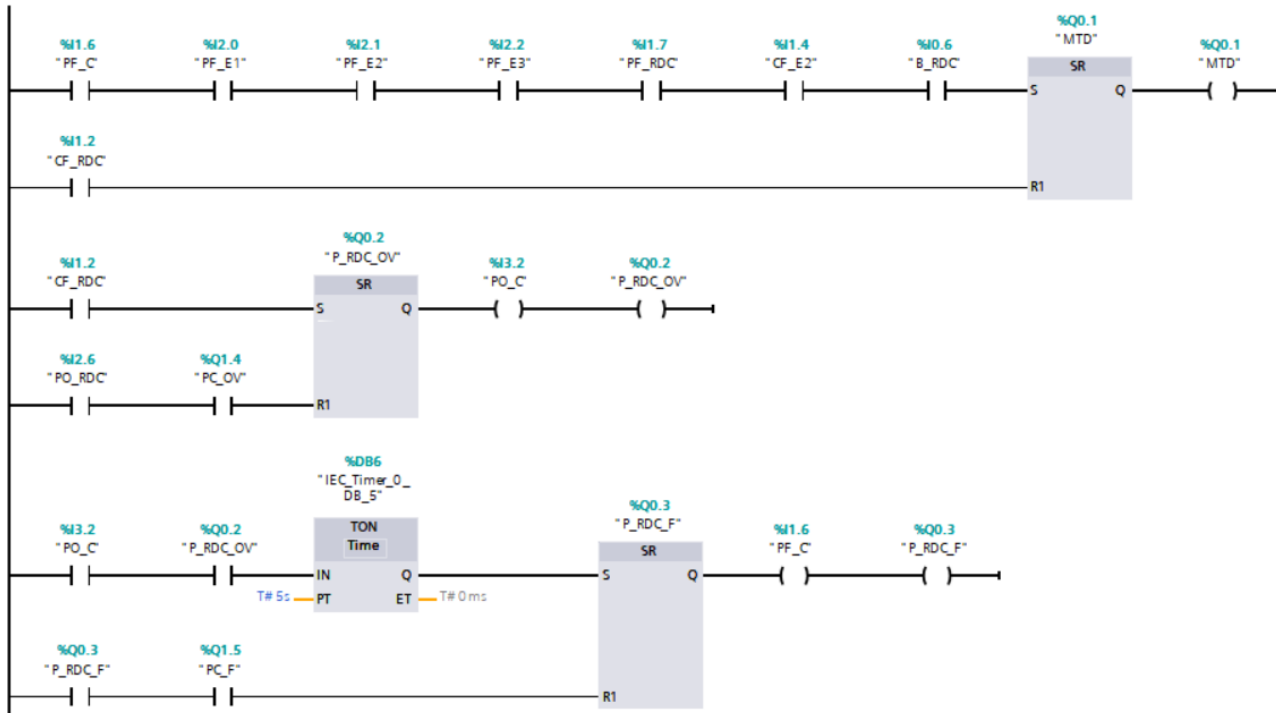 %Q0.1
%I1.6 %I2.0 %I2.1 %I2.2 %I1.7 %I1.4 %I0.6 "MTD" %Q0.1
"PF_C" "PF_E1" "PF_E2" "PF_E3" "PF_RDC" "CF_E2" "B_RDC" SR "MTD"
S Q
%I1.2
"CF_RDC"
R1
%Q0.2
%I1.2 "P_RDC_OV" %I3.2 %Q0.2
"CF_RDC" SR "PO_C" "P_RDC_OV"
S Q
%I2.6 %Q1.4
"PO_RDC" "PC_OV"
R1
%DB6
"IEC_Timer_0_
DB_5"
%Q0.3
%I3.2 %Q0.2 TON "P_RDC_F" %I1.6 %Q0.3
"PO_C" "P_RDC_OV" Time SR "PF_C" "P_RDC_F"
IN Q S Q
T#5s PT ET T#0ms
%Q0.3 %Q1.5
"P_RDC_F" "PC_F"
R1